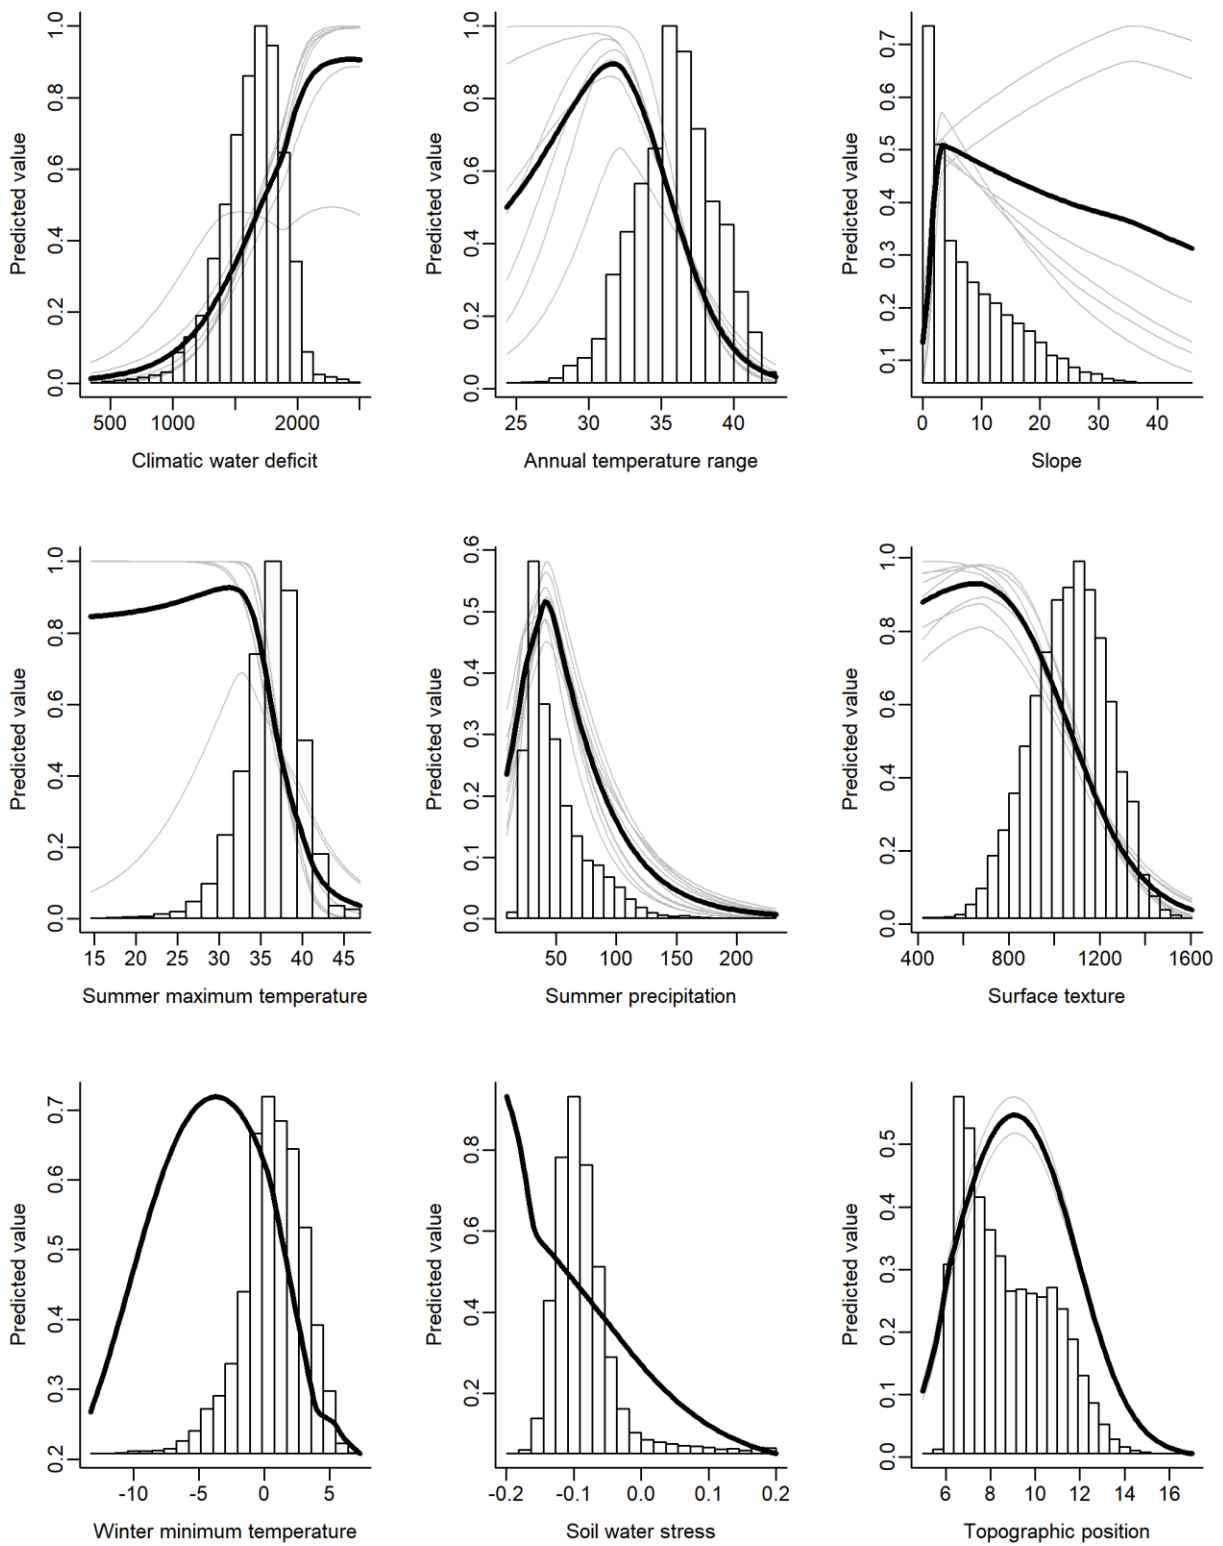 Predicted value
0.0 0.2 0.4 0.6 0.8 1.0
500 1000 2000
Climatic water deficit
Predicted value
0.0 0.2 0.4 0.6 0.8 1.0
25 30 35 40
Annual temperature range
Predicted value
0.1 0.2 0.3 0.4 0.5 0.6 0.7
0 10 20 30 40
Slope
Predicted value
0.0 0.2 0.4 0.6 0.8 1.0
15 20 25 30 35 40 45
Summer maximum temperature
Predicted value
0.0 0.1 0.2 0.3 0.4 0.5 0.6
50 100 150 200
Summer precipitation
Predicted value
0.0 0.2 0.4 0.6 0.8 1.0
400 800 1200 1600
Surface texture
Predicted value
0.2 0.3 0.4 0.5 0.6 0.7
-10 -5 0 5
Winter minimum temperature
Predicted value
0.2 0.4 0.6 0.8
-0.2 -0.1 0.0 0.1 0.2
Soil water stress
Predicted value
0.0 0.1 0.2 0.3 0.4 0.5
6 8 10 12 14 16
Topographic position